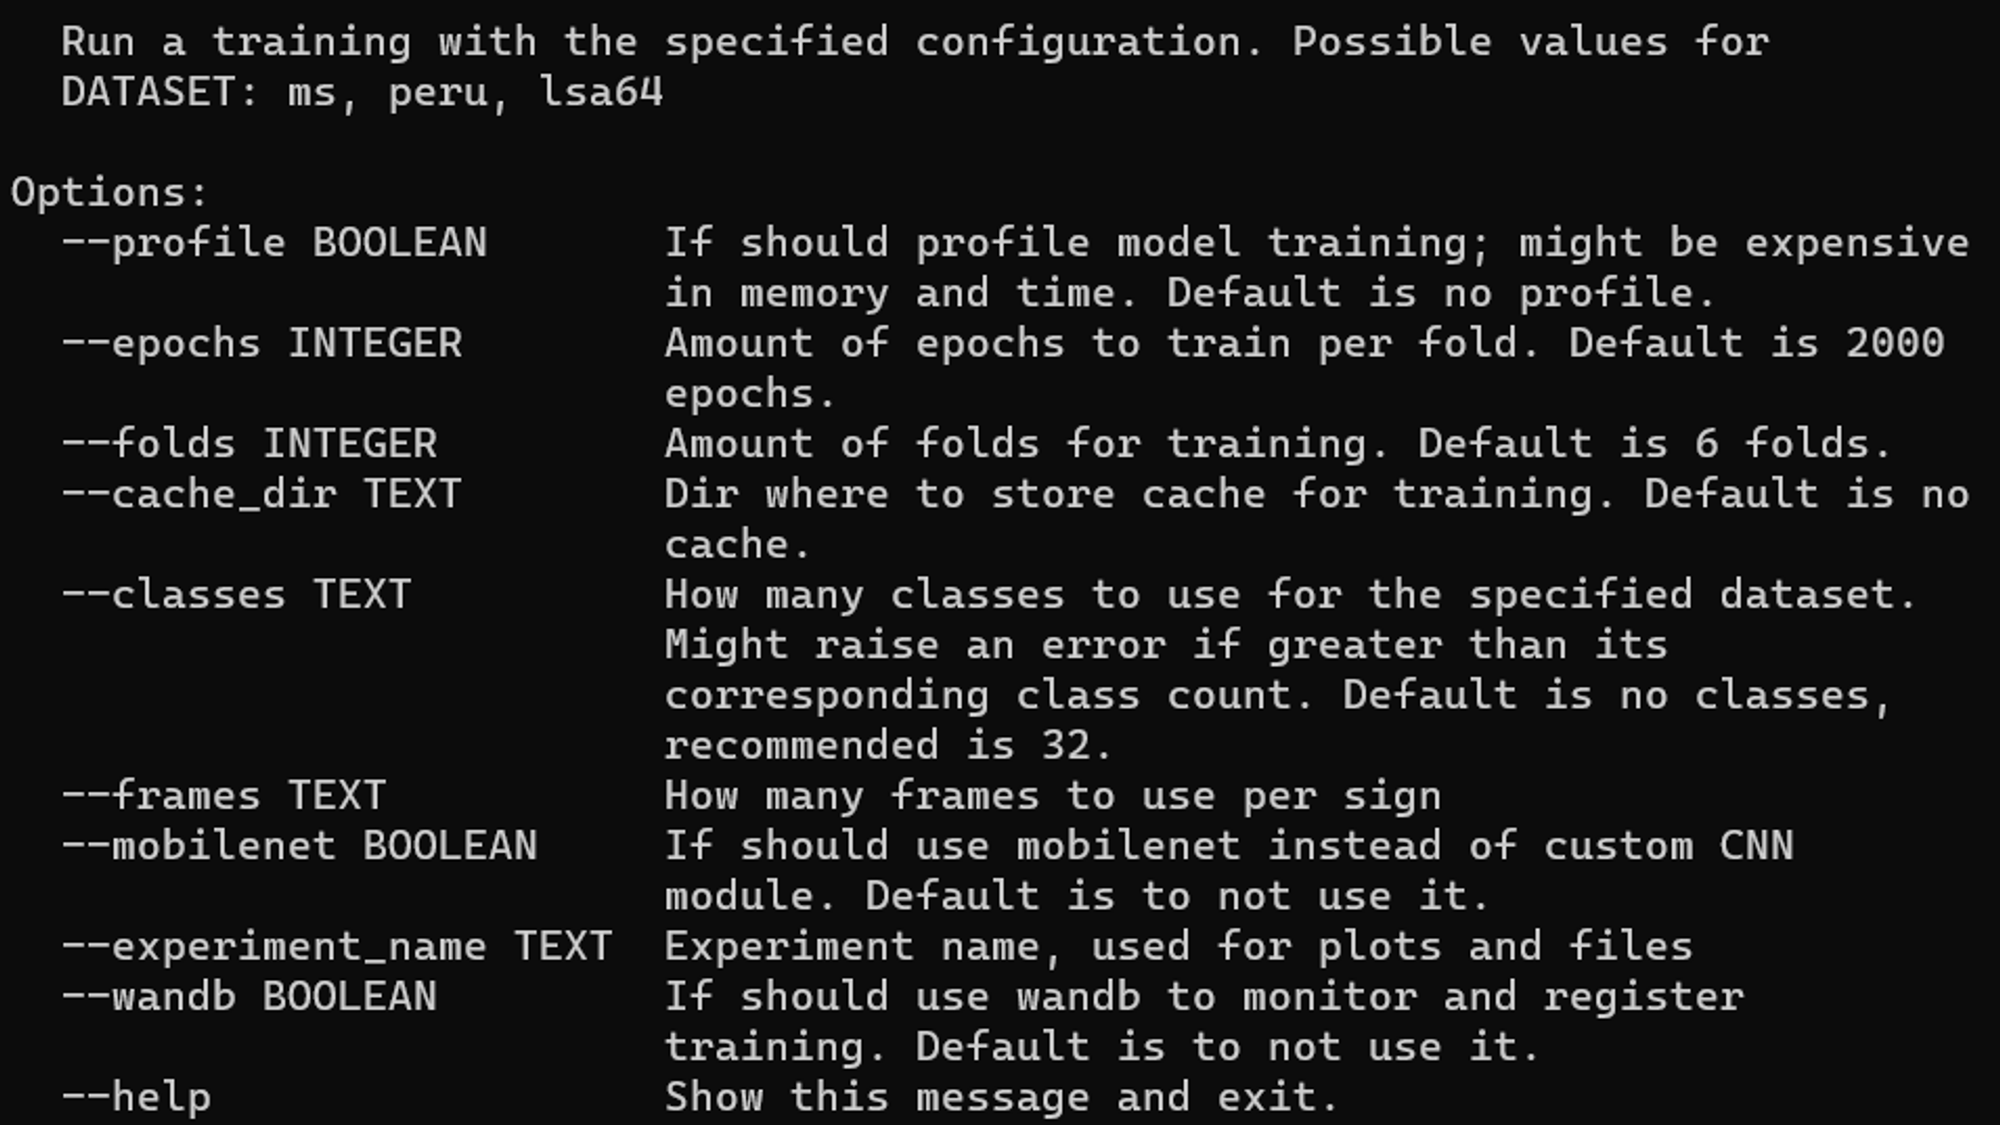 Run a training with the specified configuration. Possible values for
DATASET: ms, peru, lsa64
Options:
--profile BOOLEAN If should profile model training; might be expensive
in memory and time. Default is no profile.
--epochs INTEGER Amount of epochs to train per fold. Default is 2000
epochs.
--folds INTEGER Amount of folds for training. Default is 6 folds.
--cache_dir TEXT Dir where to store cache for training. Default is no
cache.
--classes TEXT How many classes to use for the specified dataset.
Might raise an error if greater than its
corresponding class count. Default is no classes,
recommended is 32.
--frames TEXT How many frames to use per sign
--mobilenet BOOLEAN If should use mobilenet instead of custom CNN
module. Default is to not use it.
--experiment_name TEXT Experiment name, used for plots and files
--wandb BOOLEAN If should use wandb to monitor and register
training. Default is to not use it.
--help Show this message and exit.